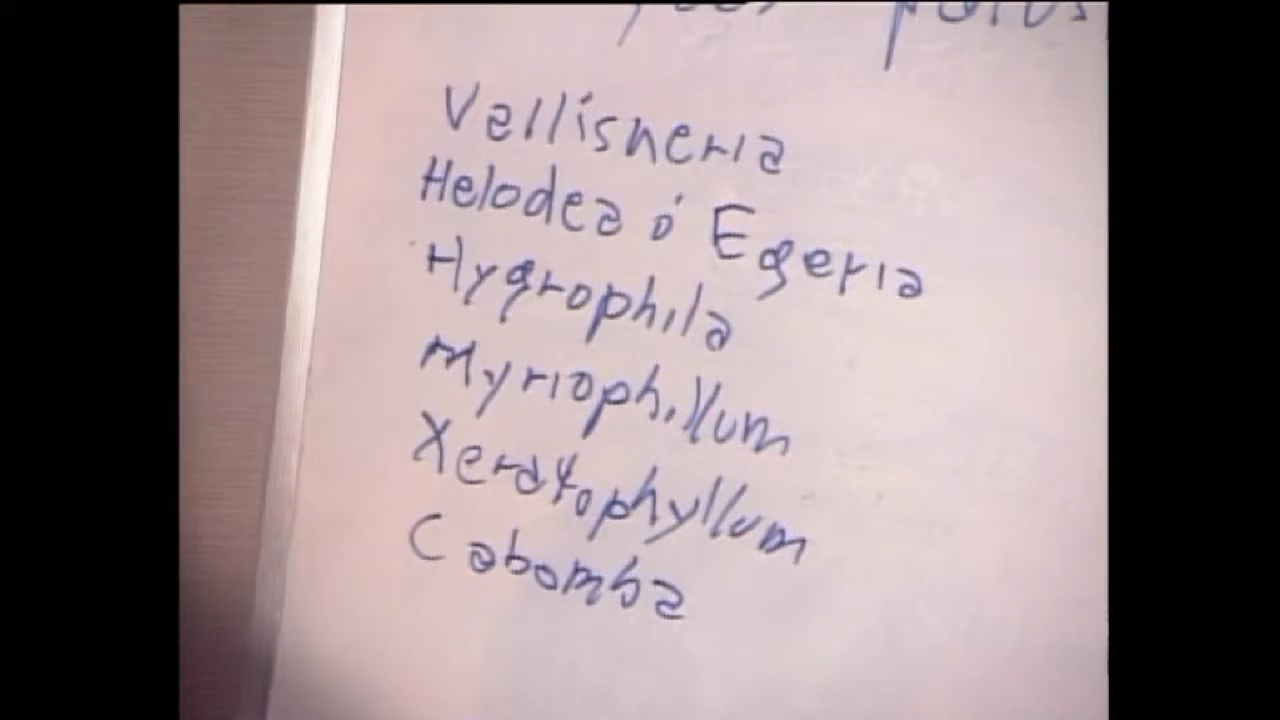 Vallisneria
Helodea ó Egeria
Hygrophila
Myriophillum
Xeratophyllum
Cabomba